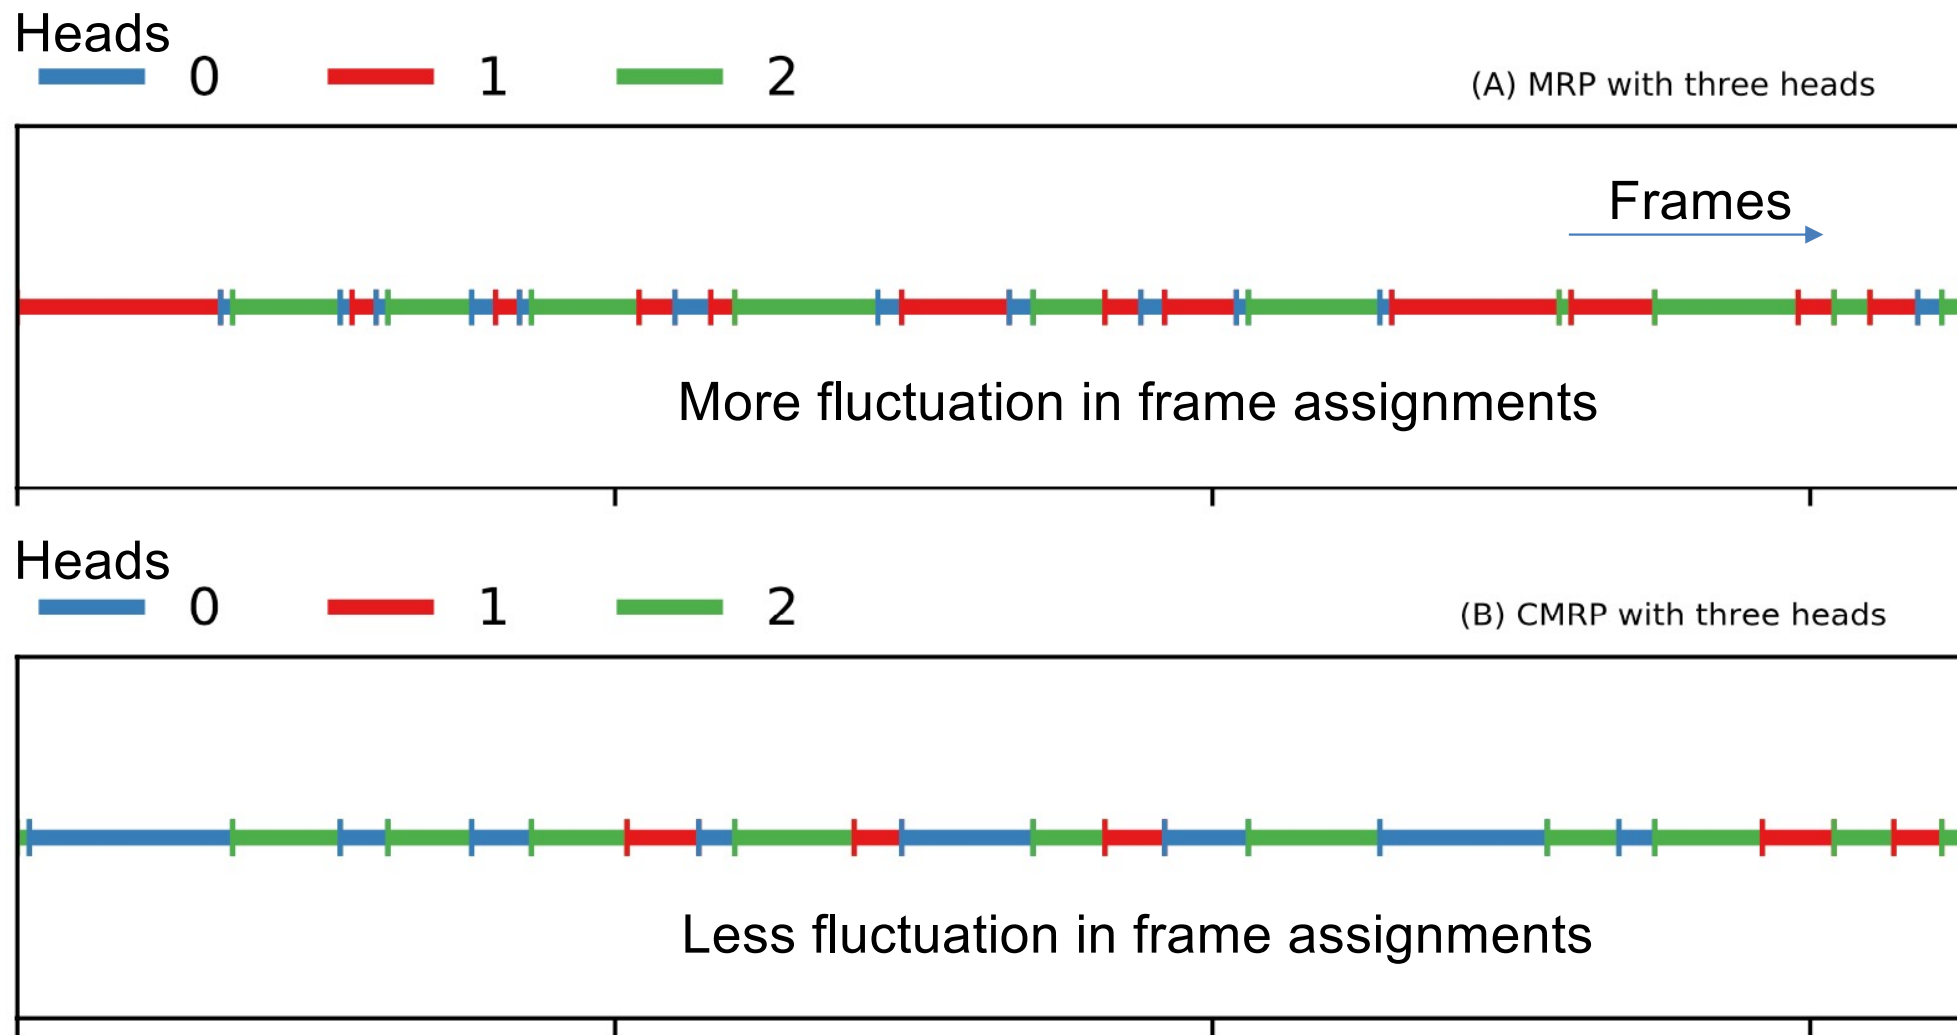 Heads
0 1 2
(A) MRP with three heads
Frames
More fluctuation in frame assignments
Heads
0 1 2
(B) CMRP with three heads
Less fluctuation in frame assignments